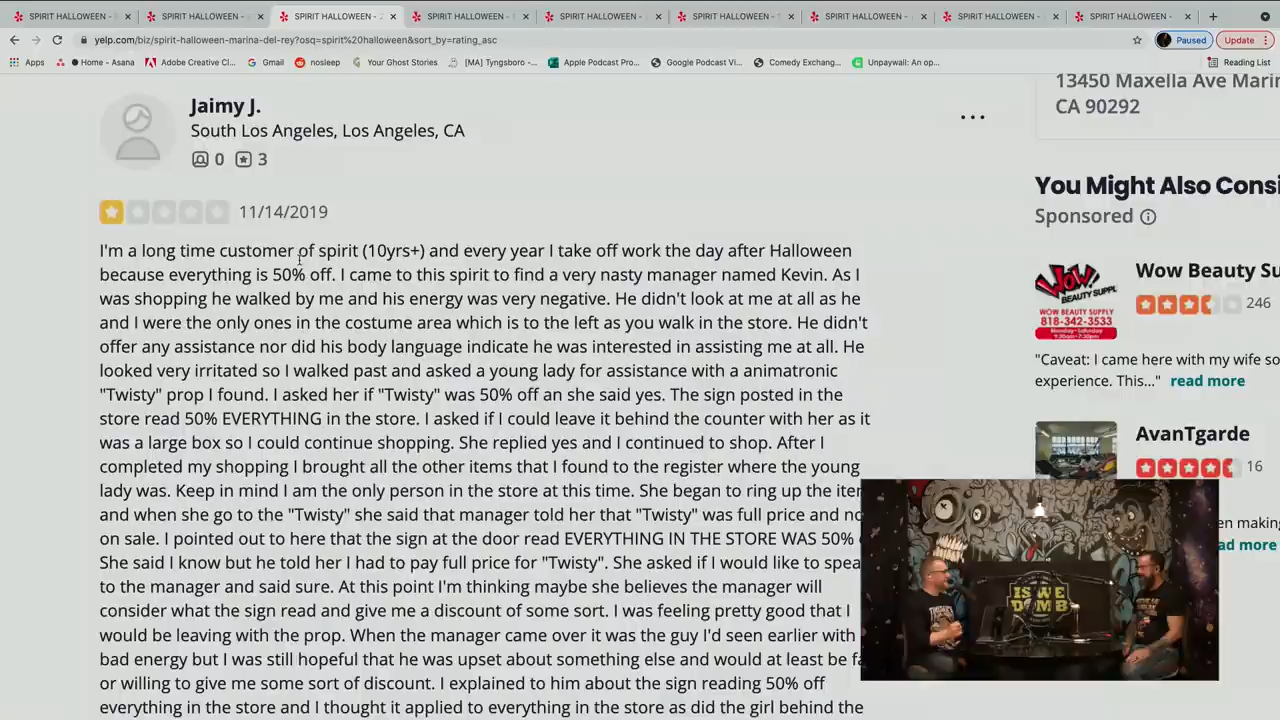 SPIRIT HALLOWEEN -
SPIRIT HALLOWEEN -
SPIRIT HALLOWEEN - 2
SPIRIT HALLOWEEN -
SPIRIT HALLOWEEN -
SPIRIT HALLOWEEN -
SPIRIT HALLOWEEN -
SPIRIT HALLOWEEN -
SPIRIT HALLOWEEN -
yelp.com/biz/spirit-halloween-marina-del-rey?osq=spirit%20halloween&sort_by=rating_asc
Paused
Update
Apps
Home - Asana
Adobe Creative Cl...
Gmail
nosleep
Your Ghost Stories
[MA] Tyngsboro -...
Apple Podcast Pro...
Google Podcast Vi...
Comedy Exchang...
Unpaywall: An op...
Reading List
Jaimy J.
South Los Angeles, Los Angeles, CA
0 3
11/14/2019
I'm a long time customer of spirit (10yrs+) and every year I take off work the day after Halloween
because everything is 50% off. I came to this spirit to find a very nasty manager named Kevin. As I
was shopping he walked by me and his energy was very negative. He didn't look at me at all as he
and I were the only ones in the costume area which is to the left as you walk in the store. He didn't
offer any assistance nor did his body language indicate he was interested in assisting me at all. He
looked very irritated so I walked past and asked a young lady for assistance with a animatronic
"Twisty" prop I found. I asked her if "Twisty" was 50% off an she said yes. The sign posted in the
store read 50% EVERYTHING in the store. I asked if I could leave it behind the counter with her as it
was a large box so I could continue shopping. She replied yes and I continued to shop. After I
completed my shopping I brought all the other items that I found to the register where the young
lady was. Keep in mind I am the only person in the store at this time. She began to ring up the iter
and when she go to the "Twisty" she said that manager told her that "Twisty" was full price and no
on sale. I pointed out to here that the sign at the door read EVERYTHING IN THE STORE WAS 50%
She said I know but he told her I had to pay full price for "Twisty". She asked if I would like to spea
to the manager and said sure. At this point I'm thinking maybe she believes the manager will
consider what the sign read and give me a discount of some sort. I was feeling pretty good that I
would be leaving with the prop. When the manager came over it was the guy I'd seen earlier with
bad energy but I was still hopeful that he was upset about something else and would at least be fa
or willing to give me some sort of discount. I explained to him about the sign reading 50% off
everything in the store and I thought it applied to everything in the store as did the girl behind the
13450 Maxella Ave Marin
CA 90292
You Might Also Consi
Sponsored
WOW!
BEAUTY SUPPL
WOW BEAUTY SUPPLY
818-342-3533
Wow Beauty Su
246
"Caveat: I came here with my wife so
experience. This..." read more
AvanTgarde
16
en making
ad more
IS WE
DUMB